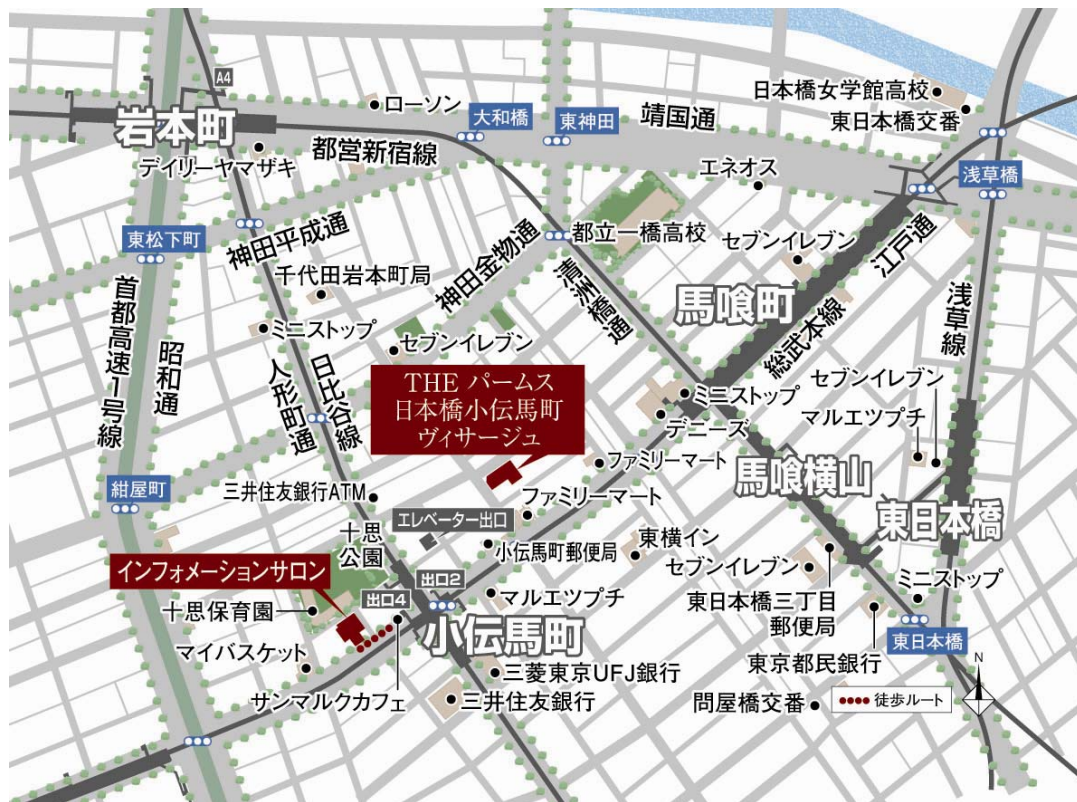 A4
ローソン
日本橋女学館高校
東日本橋交番
岩本町
大和橋
東神田
靖国通
デイリーヤマザキ
都営新宿線
エネオス
浅草橋
東松下町
神田平成通
都立一橋高校
セブンイレブン
江戸通
千代田岩本町局
神田金物通
清洲橋通
馬喰町
総武本線
浅草線
首都高速1号線
昭和通
ミニストップ
セブンイレブン
人形町通
日比谷線
THE パームス
日本橋小伝馬町
ヴィサージュ
ミニストップ
デニーズ
セブンイレブン
マルエツプチ
ファミリーマート
馬喰横山
東日本橋
紺屋町
三井住友銀行ATM
ファミリーマート
エレベーター出口
十思
公園
小伝馬町郵便局
東横イン
セブンイレブン
ミニストップ
インフォメーションサロン
出口2
出口4
マルエツプチ
東日本橋三丁目
郵便局
十思保育園
小伝馬町
東日本橋
マイバスケット
三菱東京UFJ銀行
東京都民銀行
サンマルクカフェ
三井住友銀行
問屋橋交番
徒歩ルート
N